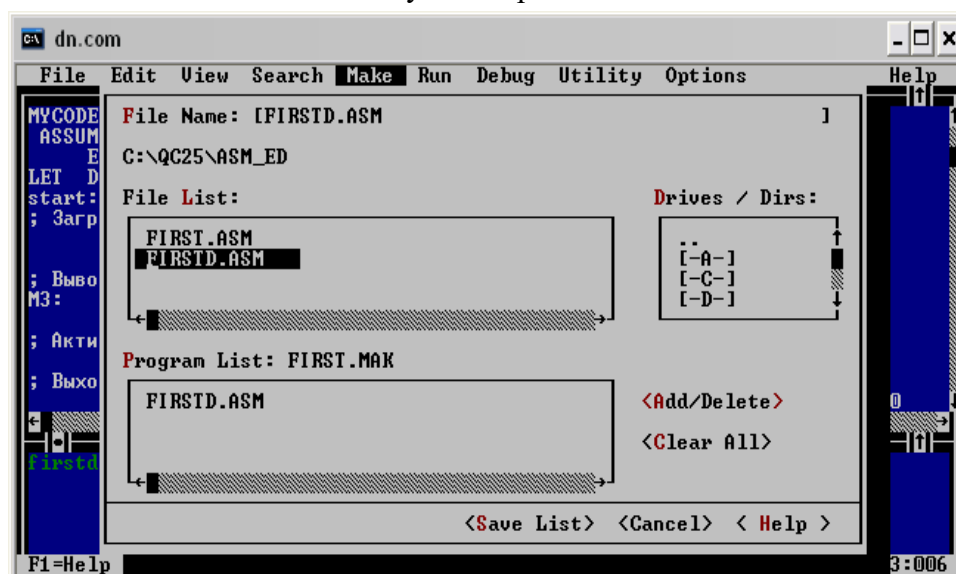 dn.com
File Edit View Search Make Run Debug Utility Options Help
MYCODE
ASSUM
E
LET D
start:
; Загр
; Выво
М3:
; Акти
; Выхо
firstd
File Name: [FIRSTD.ASM ]
C:\QC25\ASM_ED
File List:
FIRST.ASM
FIRSTD.ASM
Drives / Dirs:
..
[-A-]
[-C-]
[-D-]
Program List: FIRST.MAK
FIRSTD.ASM
<Add/Delete>
<Clear All>
0
<Save List> <Cancel> < Help >
F1=Help
3:006